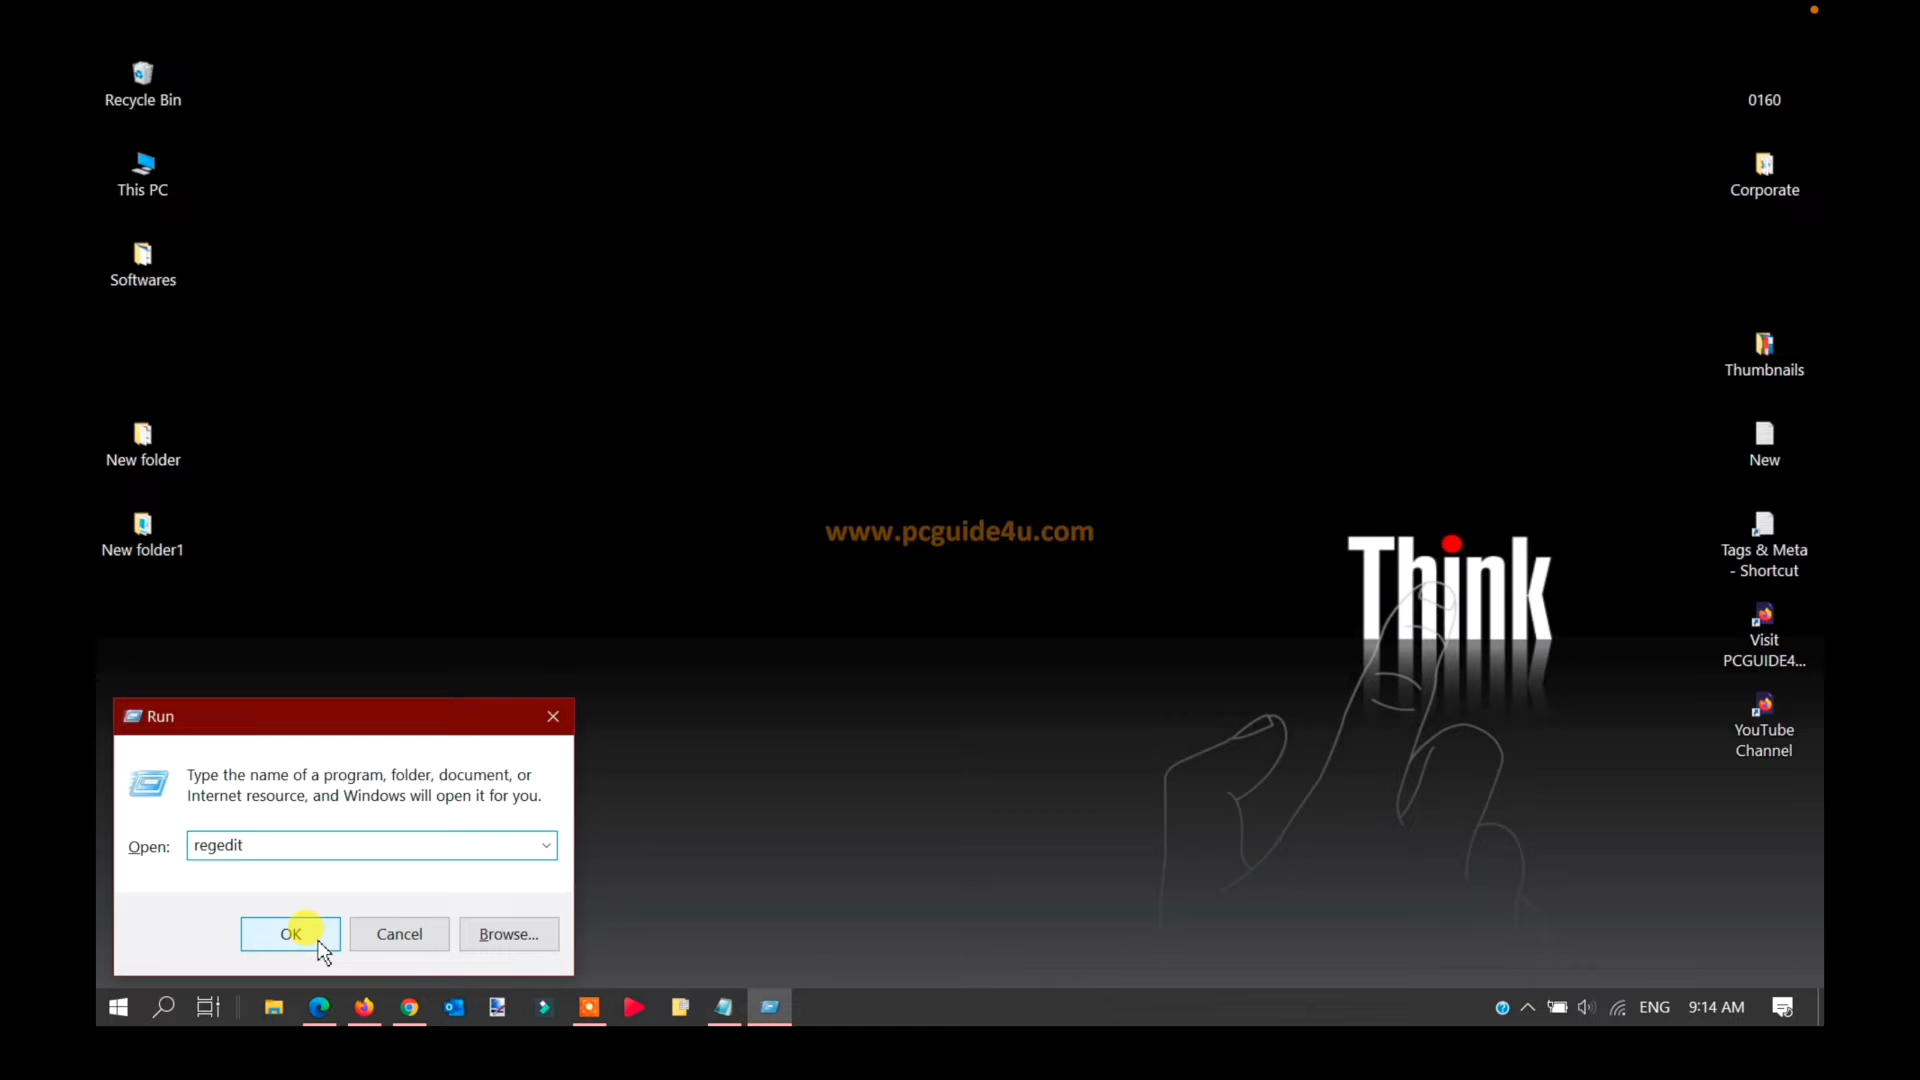 Recycle Bin
This PC
Softwares
New folder
New folder1
0160
Corporate
Thumbnails
New
Tags & Meta
- Shortcut
Visit
PCGUIDE4...
YouTube
Channel
www.pcguide4u.com
Think
Run
Type the name of a program, folder, document, or
Internet resource, and Windows will open it for you.
Open: regedit
OK Cancel Browse...
ENG 9:14 AM